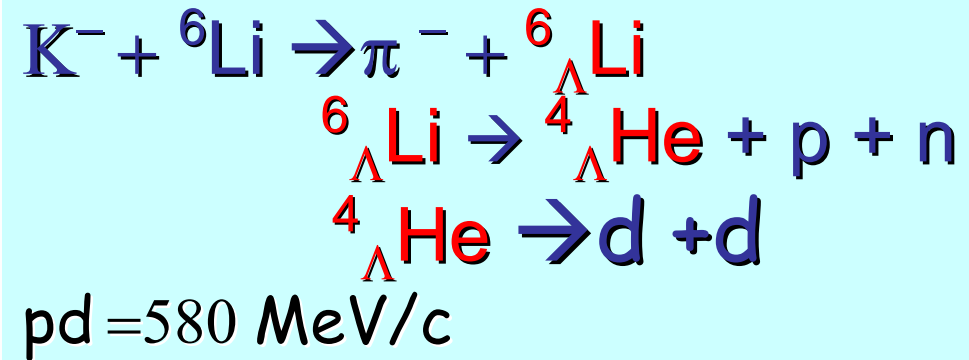 K⁻ + ⁶Li → π⁻ + ⁶ΛLi
⁶ΛLi → ⁴ΛHe + p + n
⁴ΛHe → d + d
pd =580 MeV/c